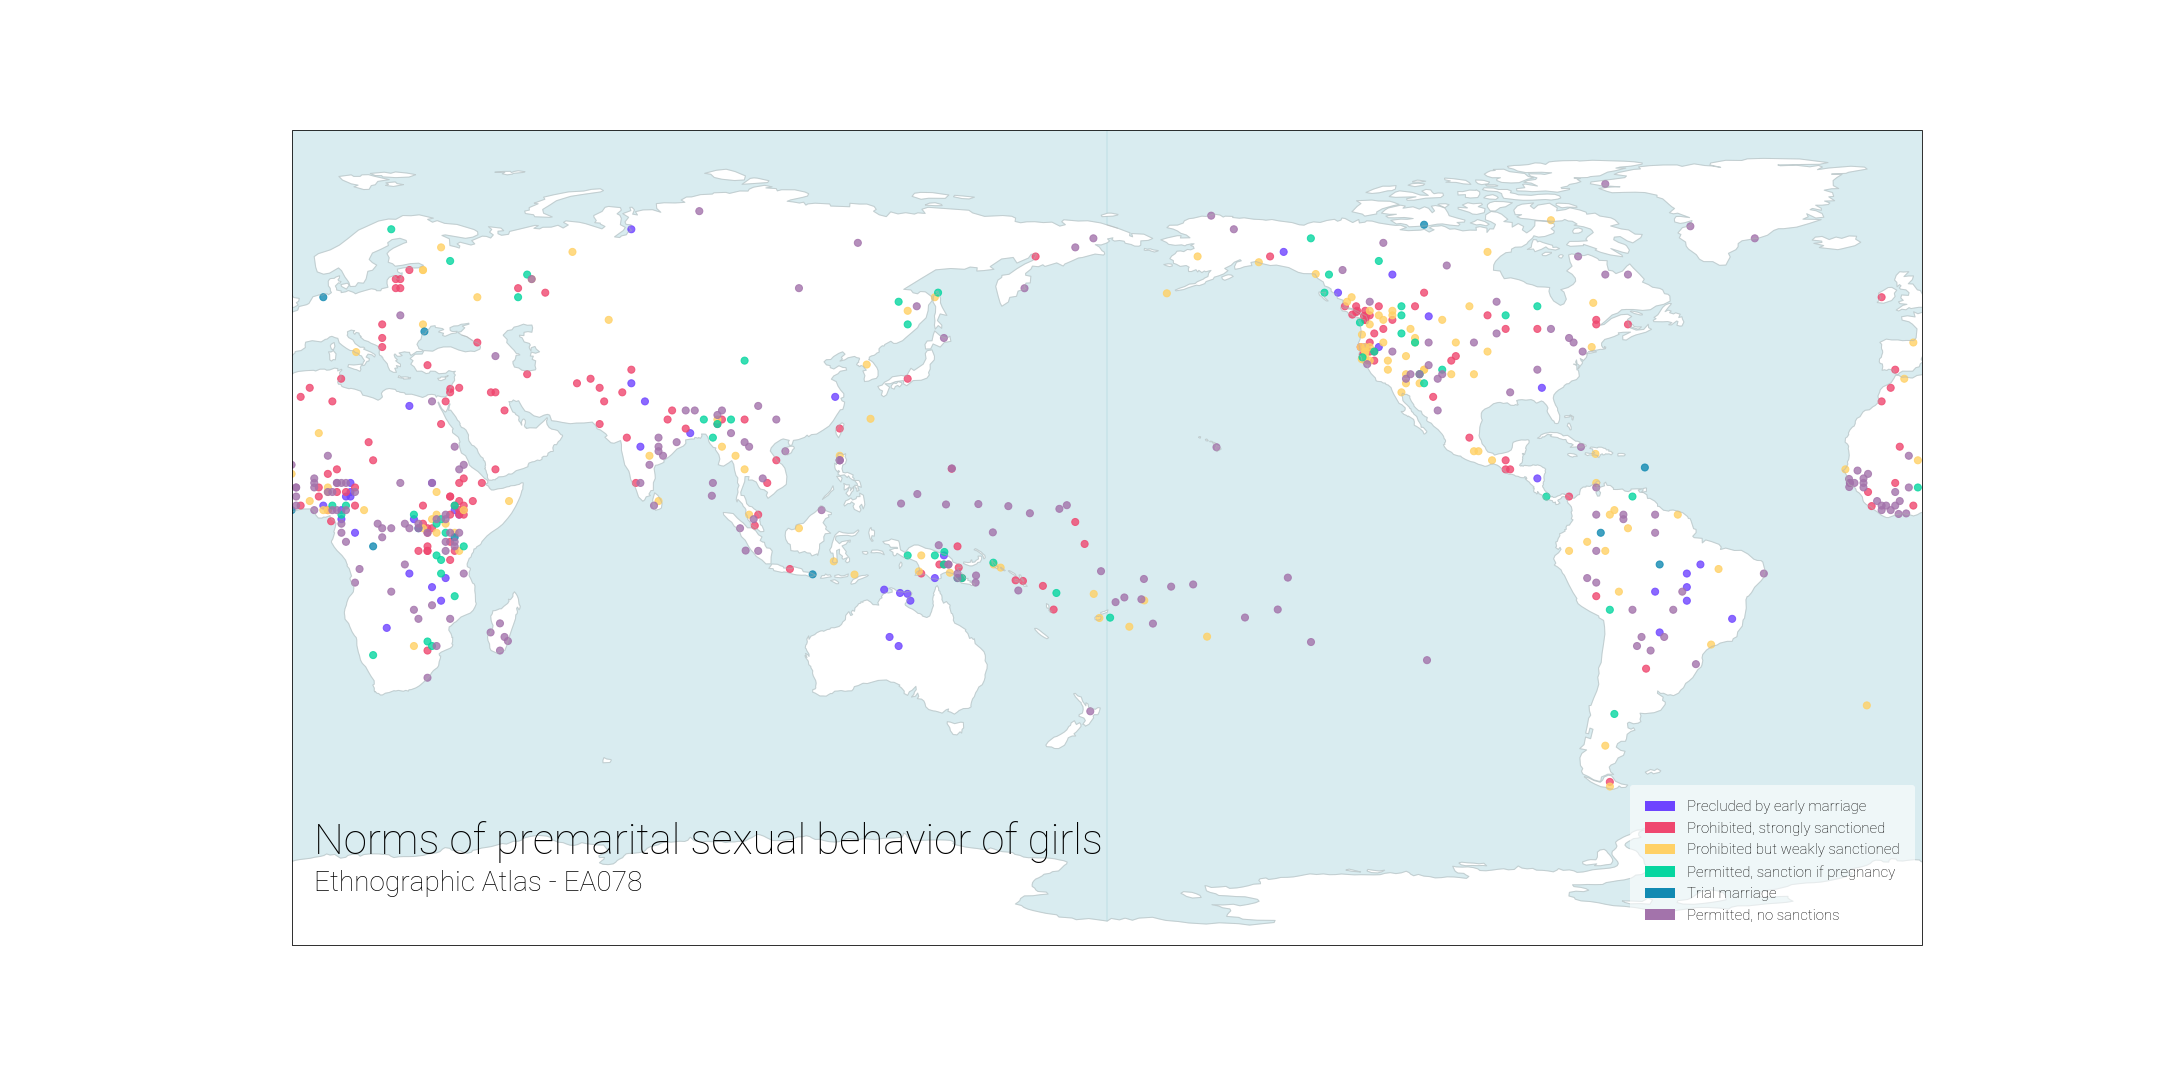 Norms of premarital sexual behavior of girls
Ethnographic Atlas - EA078
Precluded by early marriage
Prohibited, strongly sanctioned
Prohibited but weakly sanctioned
Permitted, sanction if pregnancy
Trial marriage
Permitted, no sanctions